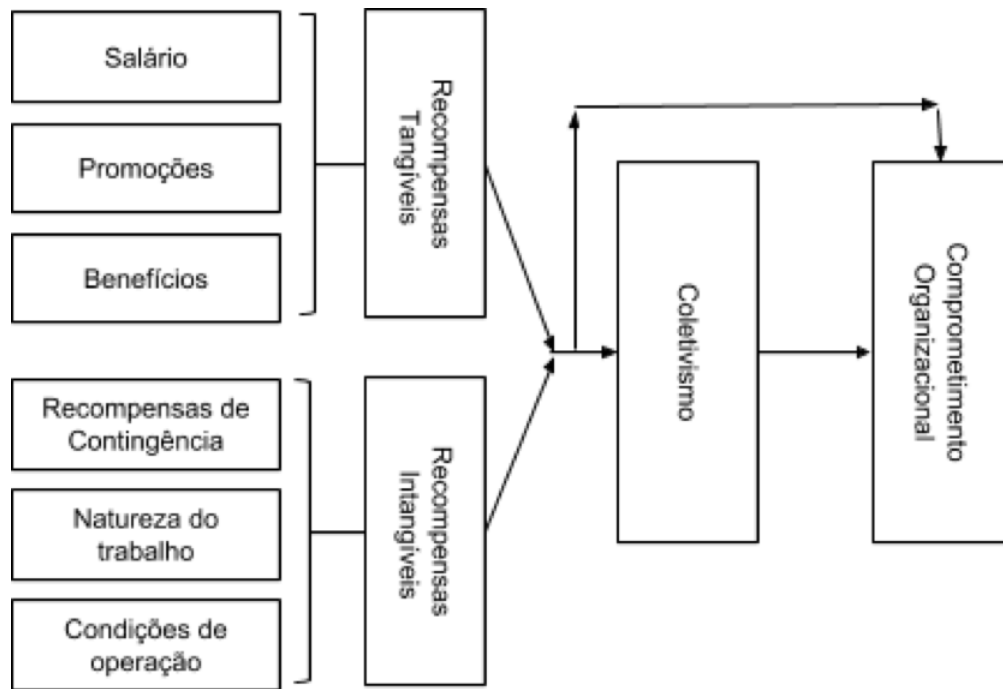 Salário
Promoções
Benefícios
Recompensas
Tangíveis
Recompensas de
Contingência
Natureza do
trabalho
Condições de
operação
Recompensas
Intangíveis
Coletivismo
Comprometimento
Organizacional